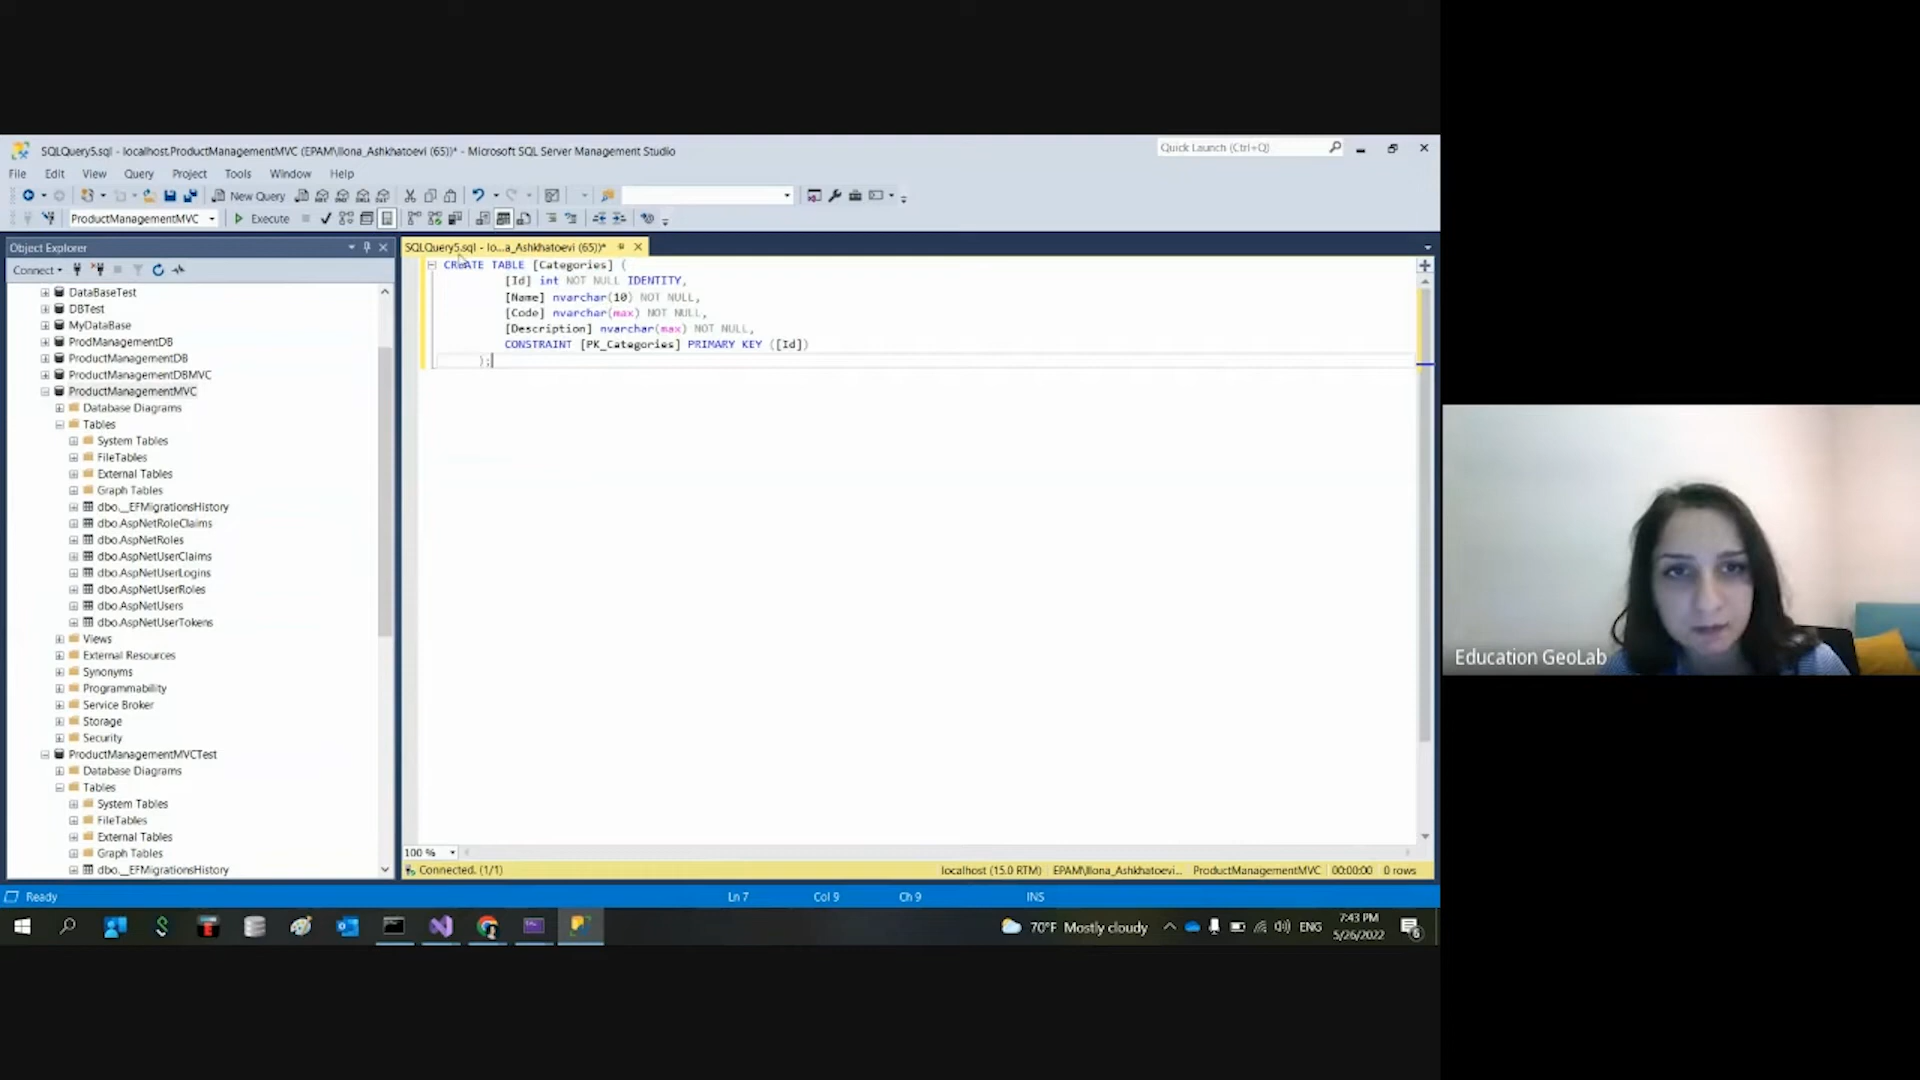 SQLQuery5.sql - localhost.ProductManagementMVC (EPAM\Ilona_Ashkhatoevi (65))* - Microsoft SQL Server Management Studio
Quick Launch (Ctrl+Q)
File Edit View Query Project Tools Window Help
New Query
ProductManagementMVC Execute
Object Explorer
Connect
DataBaseTest
DBTest
MyDataBase
ProdManagementDB
ProductManagementDB
ProductManagementDBMVC
ProductManagementMVC
Database Diagrams
Tables
System Tables
FileTables
External Tables
Graph Tables
dbo.__EFMigrationsHistory
dbo.AspNetRoleClaims
dbo.AspNetRoles
dbo.AspNetUserClaims
dbo.AspNetUserLogins
dbo.AspNetUserRoles
dbo.AspNetUsers
dbo.AspNetUserTokens
Views
External Resources
Synonyms
Programmability
Service Broker
Storage
Security
ProductManagementMVCTest
Database Diagrams
Tables
System Tables
FileTables
External Tables
Graph Tables
dbo.__EFMigrationsHistory
SQLQuery5.sql - lo...a_Ashkhatoevi (65))*
CREATE TABLE [Categories] (
[Id] int NOT NULL IDENTITY,
[Name] nvarchar(10) NOT NULL,
[Code] nvarchar(max) NOT NULL,
[Description] nvarchar(max) NOT NULL,
CONSTRAINT [PK_Categories] PRIMARY KEY ([Id])
);
100 %
Connected. (1/1)
localhost (15.0 RTM) EPAM\Ilona_Ashkhatoevi... ProductManagementMVC 00:00:00 0 rows
Ready Ln 7 Col 9 Ch 9 INS
70°F Mostly cloudy ENG
7:43 PM
5/26/2022
6
Education GeoLab